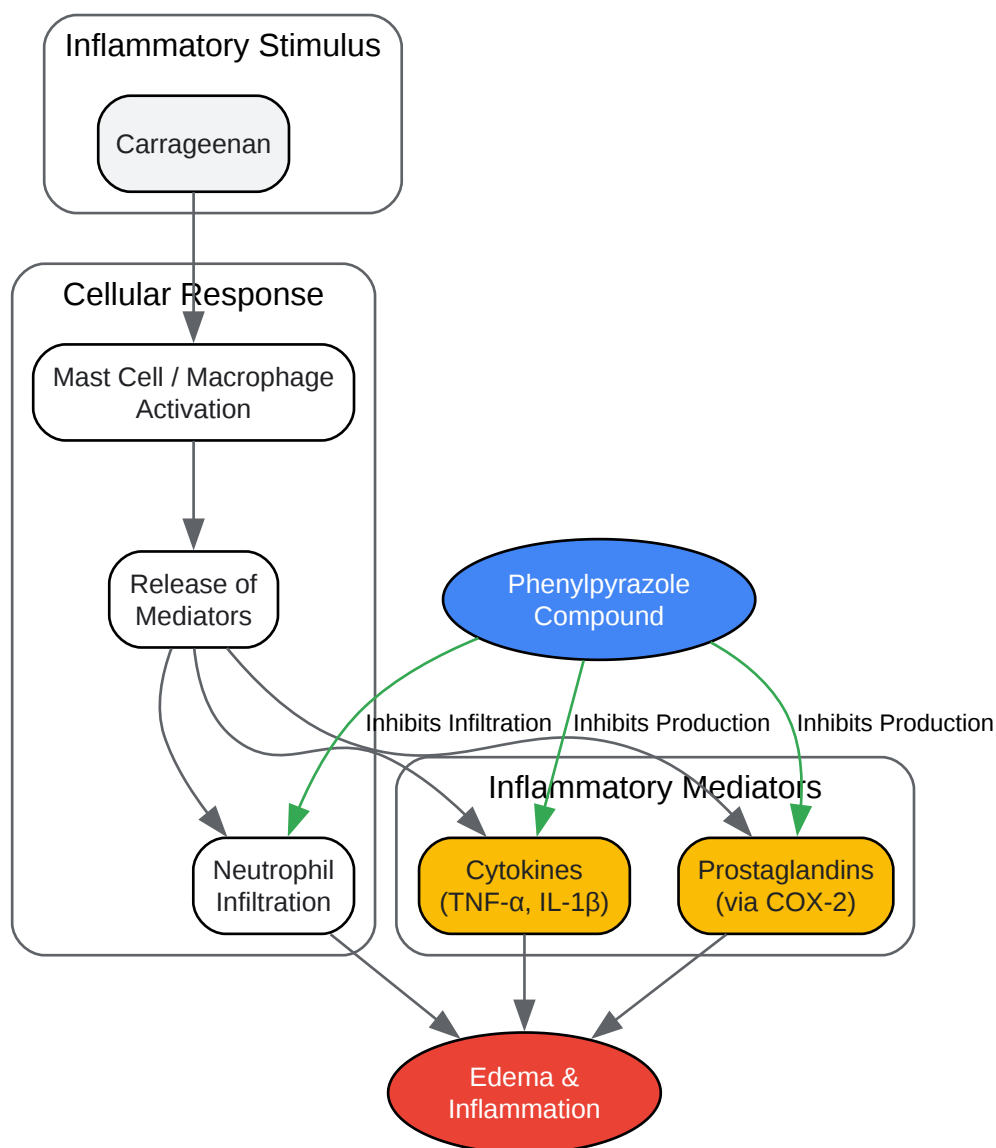 Inflammatory Stimulus
Carrageenan
Cellular Response
Mast Cell / Macrophage
Activation
Release of
Mediators
Phenylpyrazole
Compound
Inhibits Infiltration
Inhibits Production
Inhibits Production
Inflammatory Mediators
Neutrophil
Infiltration
Cytokines
(TNF-α, IL-1β)
Prostaglandins
(via COX-2)
Edema &
Inflammation